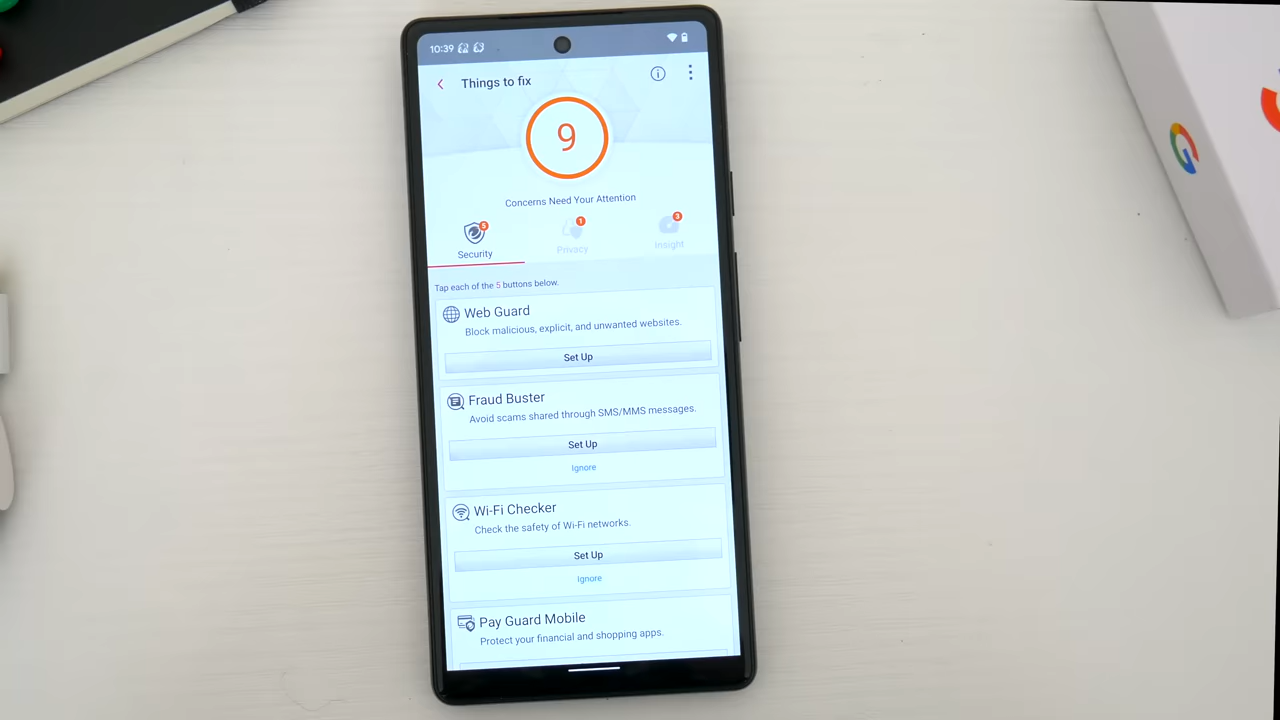 10:39
Things to fix
9
Concerns Need Your Attention
5
1
3
Security
Privacy
Insight
Tap each of the 5 buttons below.
Web Guard
Block malicious, explicit, and unwanted websites.
Set Up
Fraud Buster
Avoid scams shared through SMS/MMS messages.
Set Up
Ignore
Wi-Fi Checker
Check the safety of Wi-Fi networks.
Set Up
Ignore
Pay Guard Mobile
Protect your financial and shopping apps.